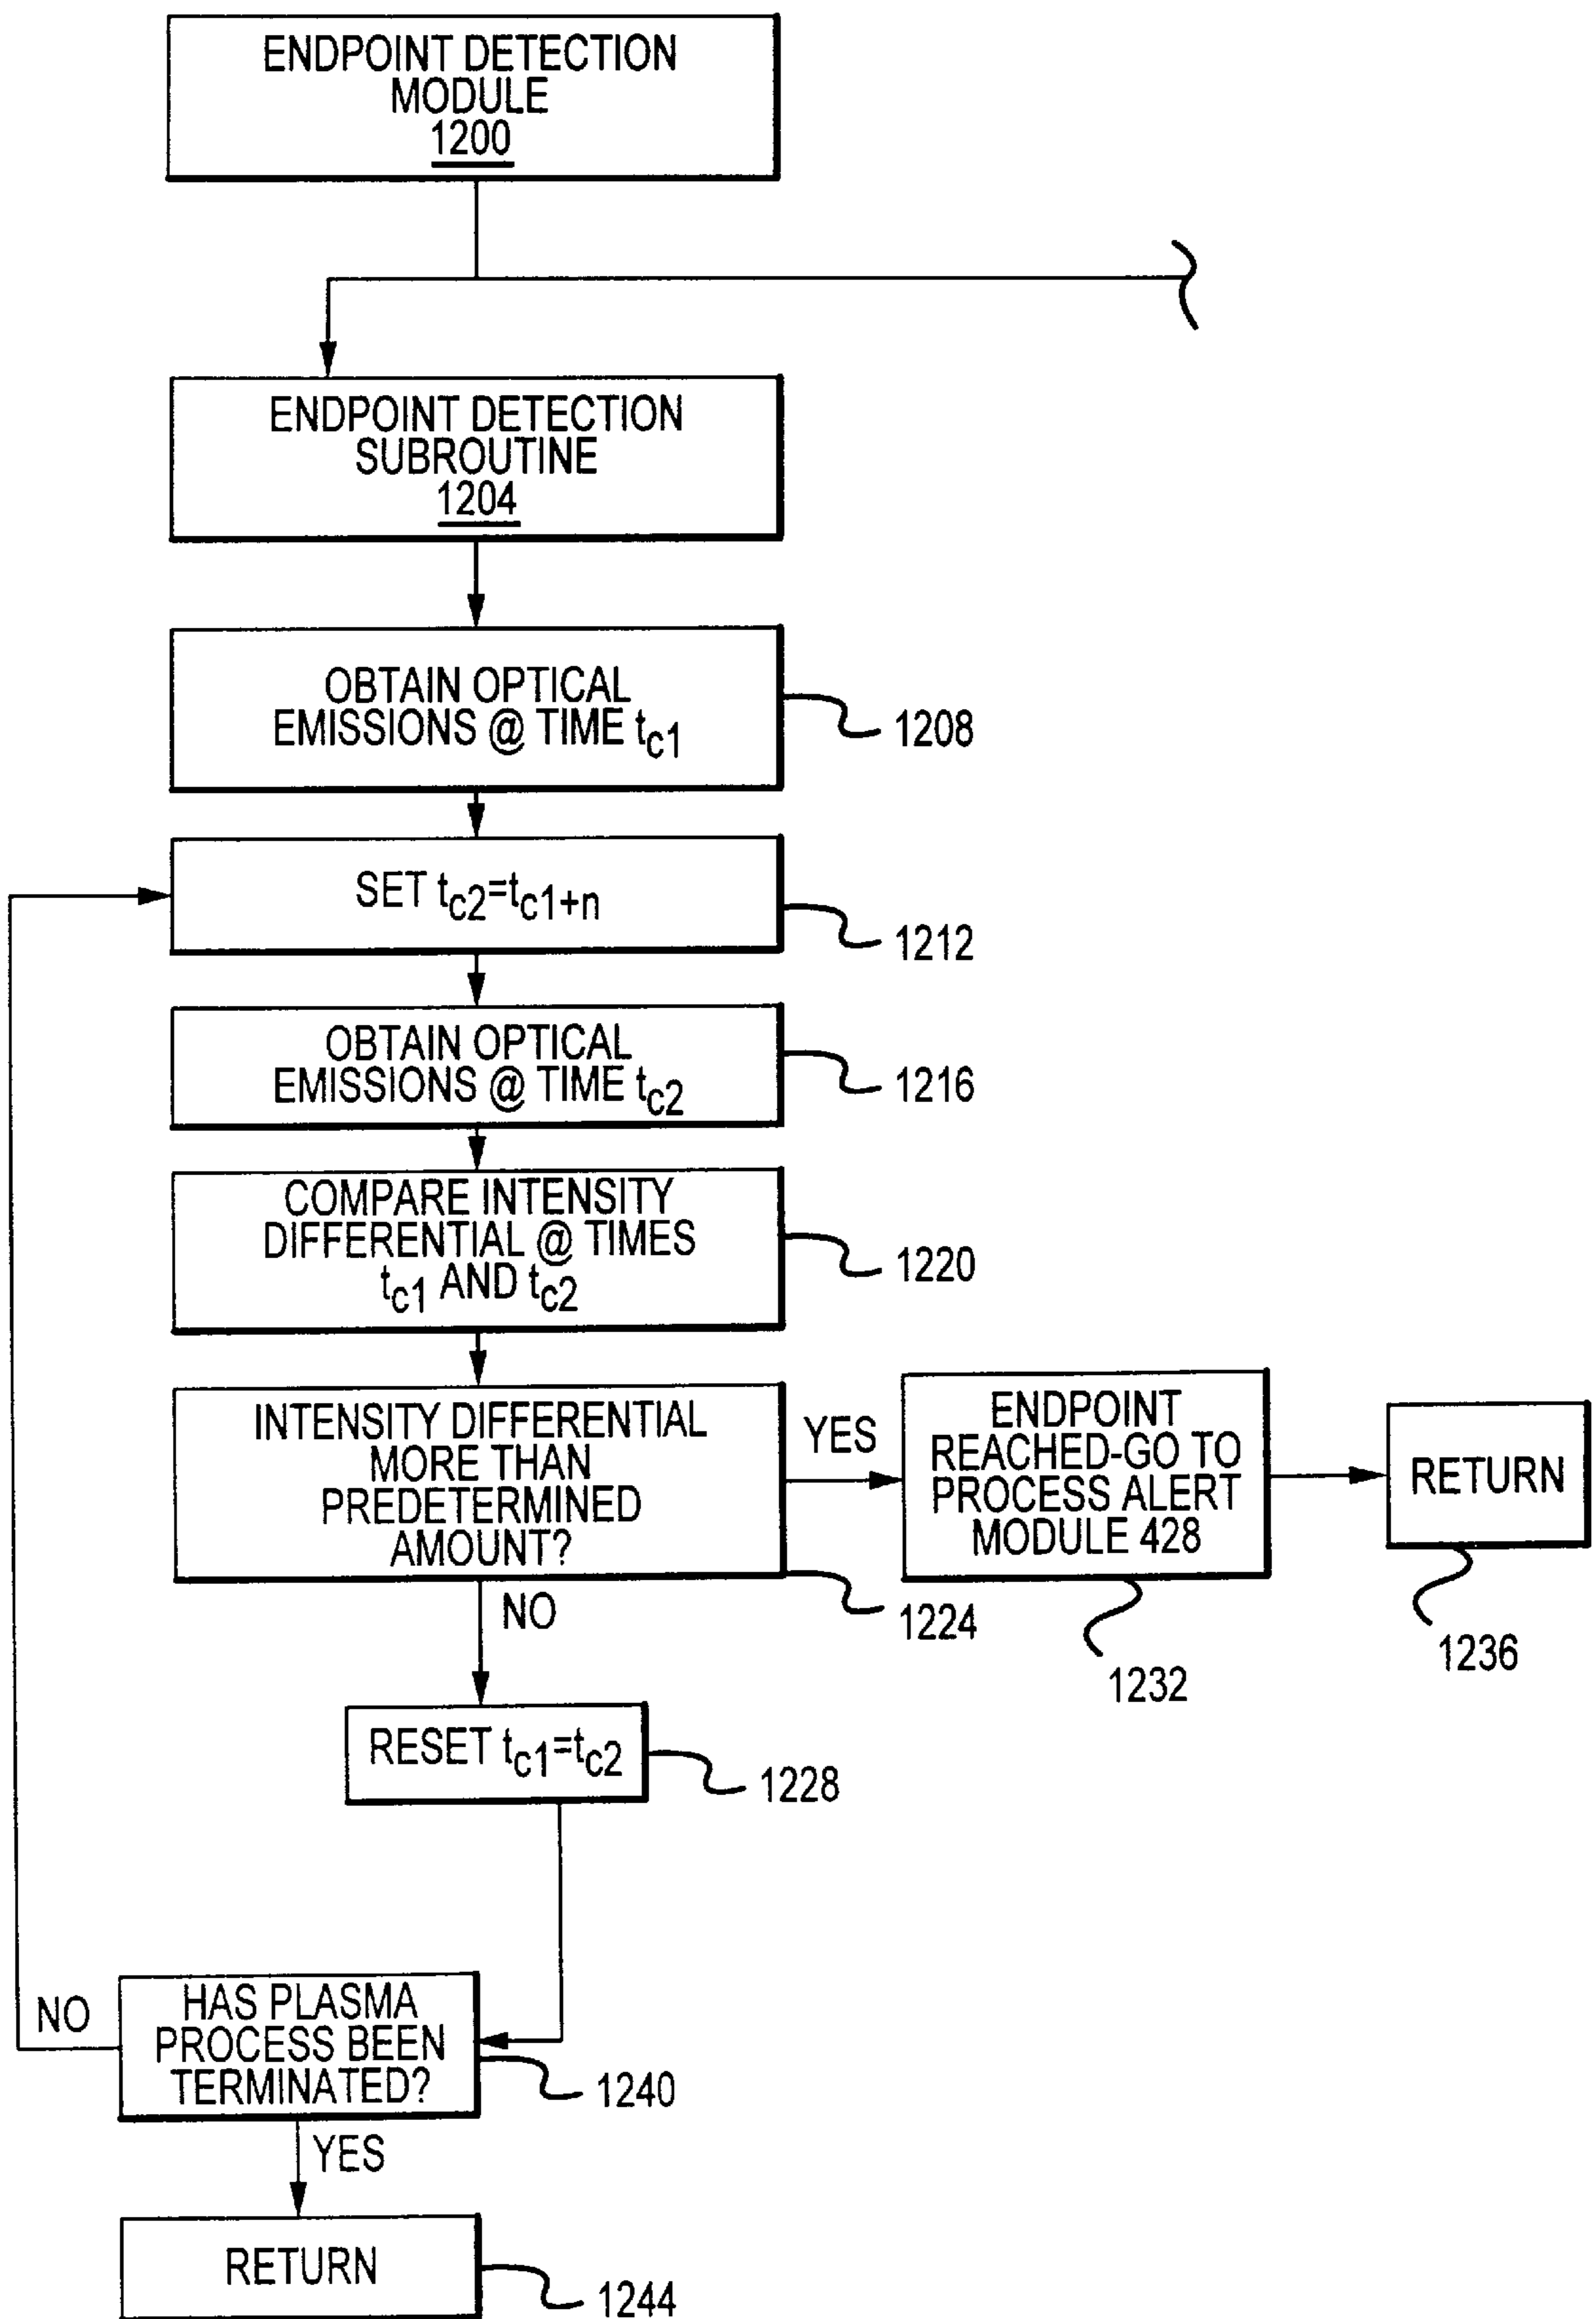 ENDPOINT DETECTION
MODULE
1200
ENDPOINT DETECTION
SUBROUTINE
1204
OBTAIN OPTICAL
EMISSIONS @ TIME tc1
1208
SET tc2=tc1+n
1212
OBTAIN OPTICAL
EMISSIONS @ TIME tc2
1216
COMPARE INTENSITY
DIFFERENTIAL @ TIMES
tc1 AND tc2
1220
INTENSITY DIFFERENTIAL
MORE THAN
PREDETERMINED
AMOUNT?
1224
YES
ENDPOINT
REACHED-GO TO
PROCESS ALERT
MODULE 428
1232
RETURN
1236
NO
RESET tc1=tc2
1228
HAS PLASMA
PROCESS BEEN
TERMINATED?
1240
NO
YES
RETURN
1244